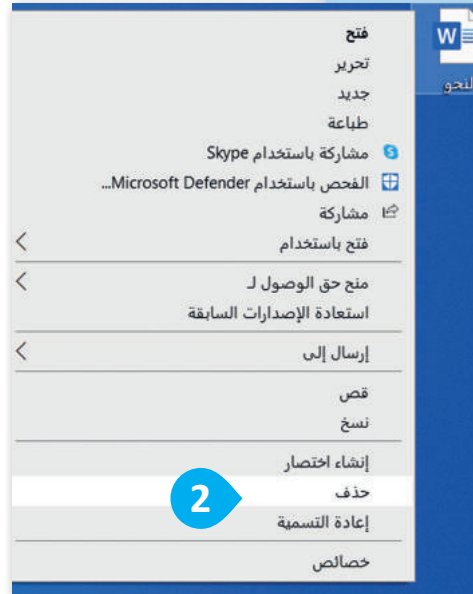 فتح
تحرير
جديد
طباعة
مشاركة باستخدام Skype
الفحص باستخدام Microsoft Defender...
مشاركة
فتح باستخدام
منح حق الوصول لـ
استعادة الإصدارات السابقة
إرسال إلى
قص
نسخ
إنشاء اختصار
حذف
2
إعادة التسمية
خصائص
W
النحو